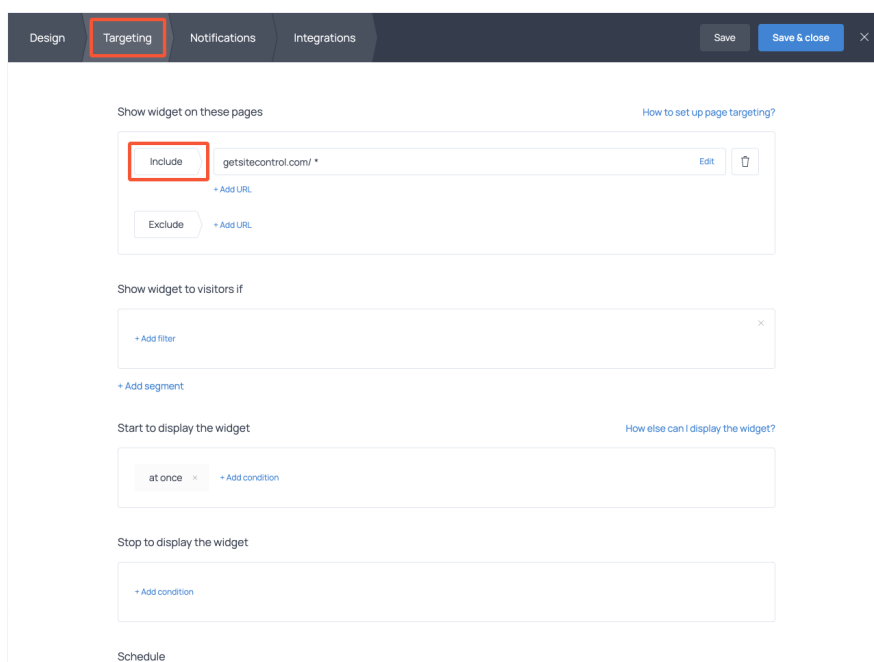 Design Targeting Notifications Integrations Save Save & close
Show widget on these pages How to set up page targeting?
Include getsitecontrol.com/ * Edit
+ Add URL
Exclude + Add URL
Show widget to visitors if
+ Add filter
+ Add segment
Start to display the widget How else can I display the widget?
at once × + Add condition
Stop to display the widget
+ Add condition
Schedule